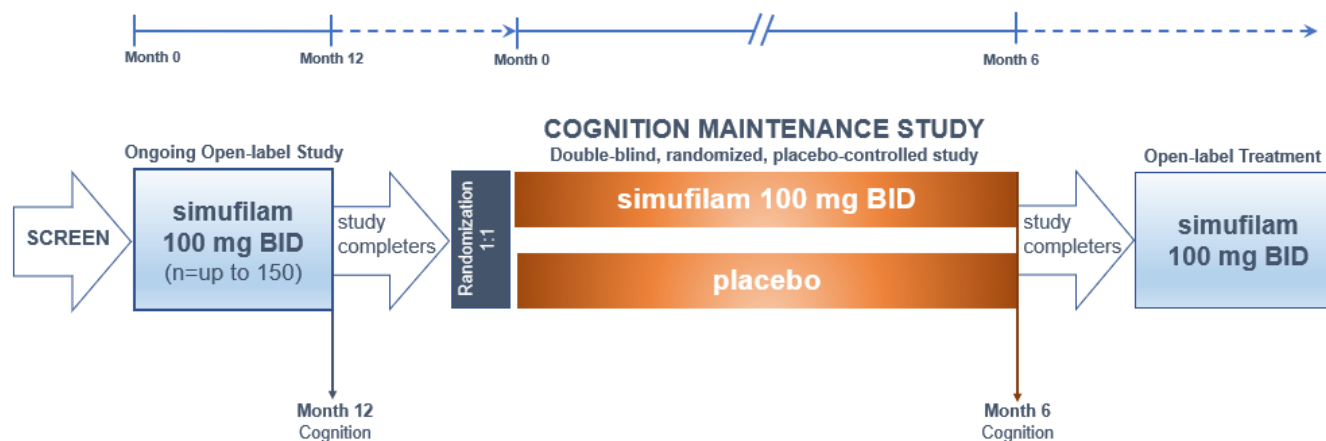 Month 0
Month 12
Month 0
Month 6
COGNITION MAINTENANCE STUDY
Double-blind, randomized, placebo-controlled study
Ongoing Open-label Study
Open-label Treatment
SCREEN
simufilam
100 mg BID
(n=up to 150)
study
completers
Randomization
1:1
simufilam 100 mg BID
placebo
study
completers
simufilam
100 mg BID
Month 12
Cognition
Month 6
Cognition